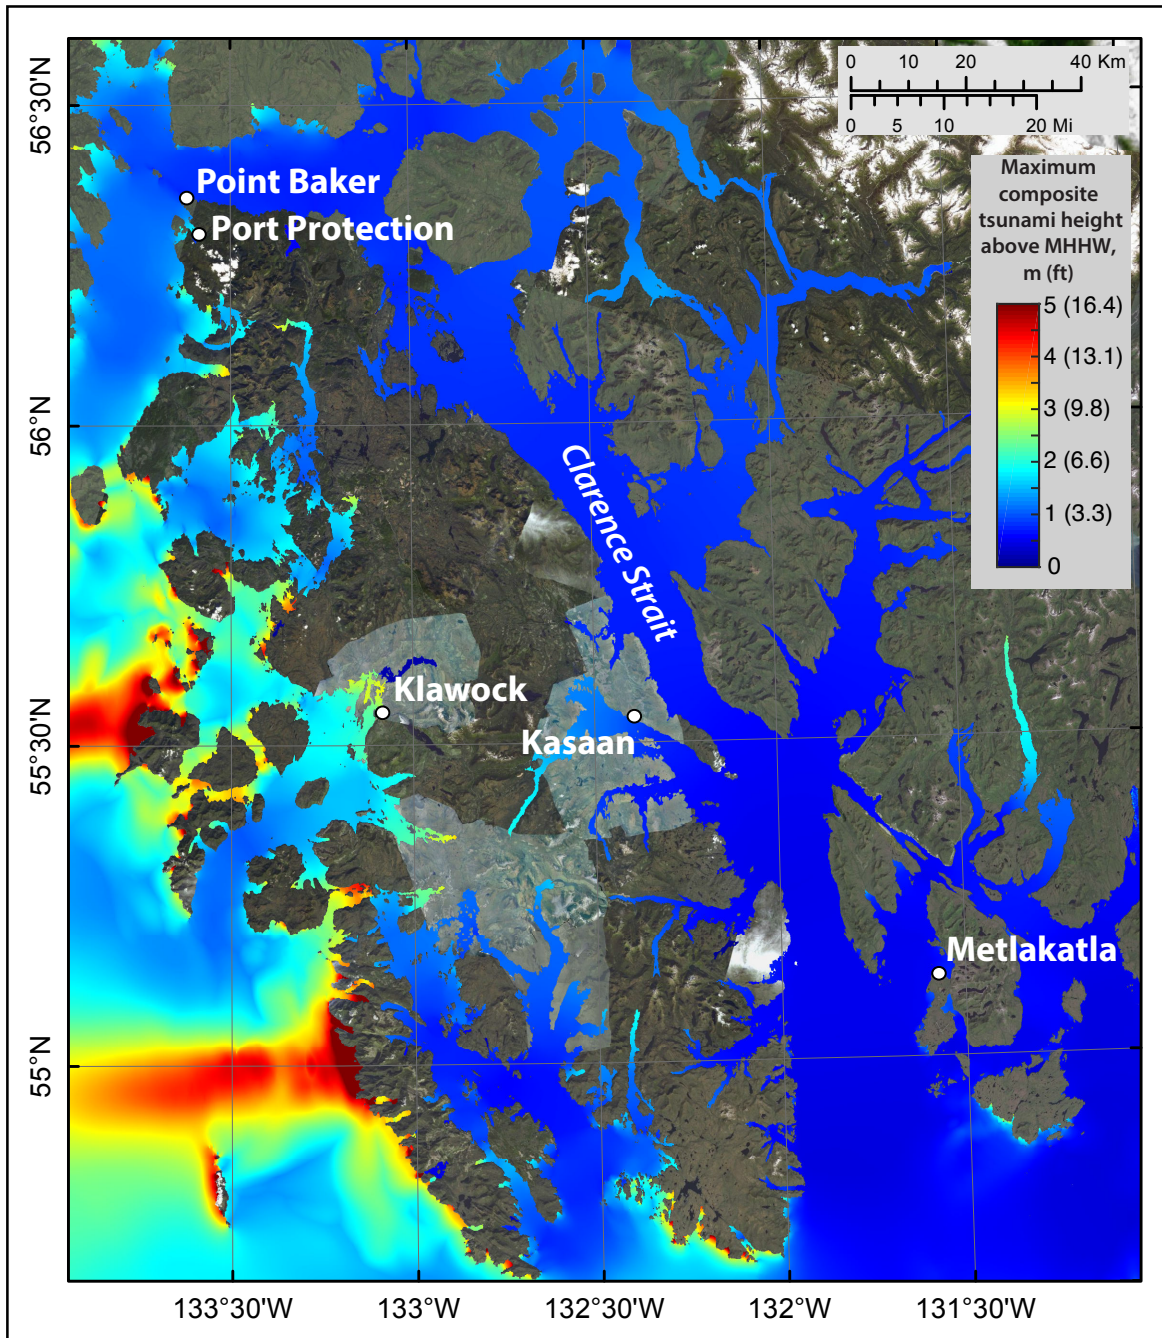 0 10 20 40 Km
0 5 10 20 Mi
Maximum
composite
tsunami height
above MHHW,
m (ft)
5 (16.4)
4 (13.1)
3 (9.8)
2 (6.6)
1 (3.3)
0
56°30'N
56°N
55°30'N
55°N
Point Baker
Port Protection
Clarence Strait
Klawock
Kasaan
Metlakatla
133°30'W 133°W 132°30'W 132°W 131°30'W